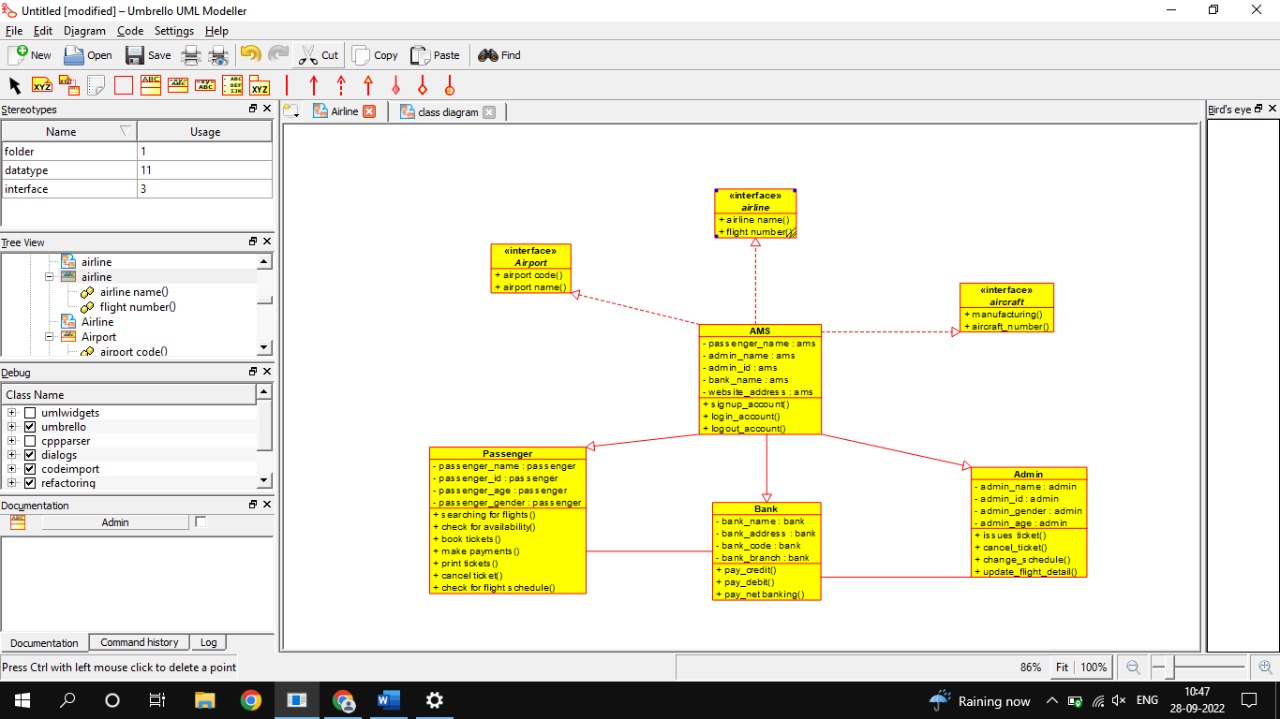 Untitled [modified] – Umbrello UML Modeller
File Edit Diagram Code Settings Help
New Open Save Cut Copy Paste Find
XYZ ABC XYZ
Stereotypes
Name Usage
folder 1
datatype 11
interface 3
Tree View
airline
airline
airline name()
flight number()
Airline
Airport
airport code()
Debug
Class Name
umlwidgets
umbrello
cppparser
dialogs
codeimport
refactoring
Documentation
Admin
Documentation Command history Log
Press Ctrl with left mouse click to delete a point
Airline class diagram
Bird's eye
«interface»
airline
+ airline name()
+ flight number()
«interface»
Airport
+ airport code()
+ airport name()
«interface»
aircraft
+ manufacturing()
+ aircraft_number()
AMS
- passenger_name : ams
- admin_name : ams
- admin_id : ams
- bank_name : ams
- website_address : ams
+ signup_account()
+ login_account()
+ logout_account()
Passenger
- passenger_name : passenger
- passenger_id : passenger
- passenger_age : passenger
- passenger_gender : passenger
+ searching for flights()
+ check for availability()
+ book tickets()
+ make payments()
+ print tickets()
+ cancel ticket()
+ check for flight schedule()
Bank
- bank_name : bank
- bank_address : bank
- bank_code : bank
- bank_branch : bank
+ pay_credit()
+ pay_debit()
+ pay_netbanking()
Admin
- admin_name : admin
- admin_id : admin
- admin_gender : admin
- admin_age : admin
+ issues ticket()
+ cancel_ticket()
+ change_schedule()
+ update_flight_detail()
86% Fit 100%
Raining now ENG 10:47
28-09-2022